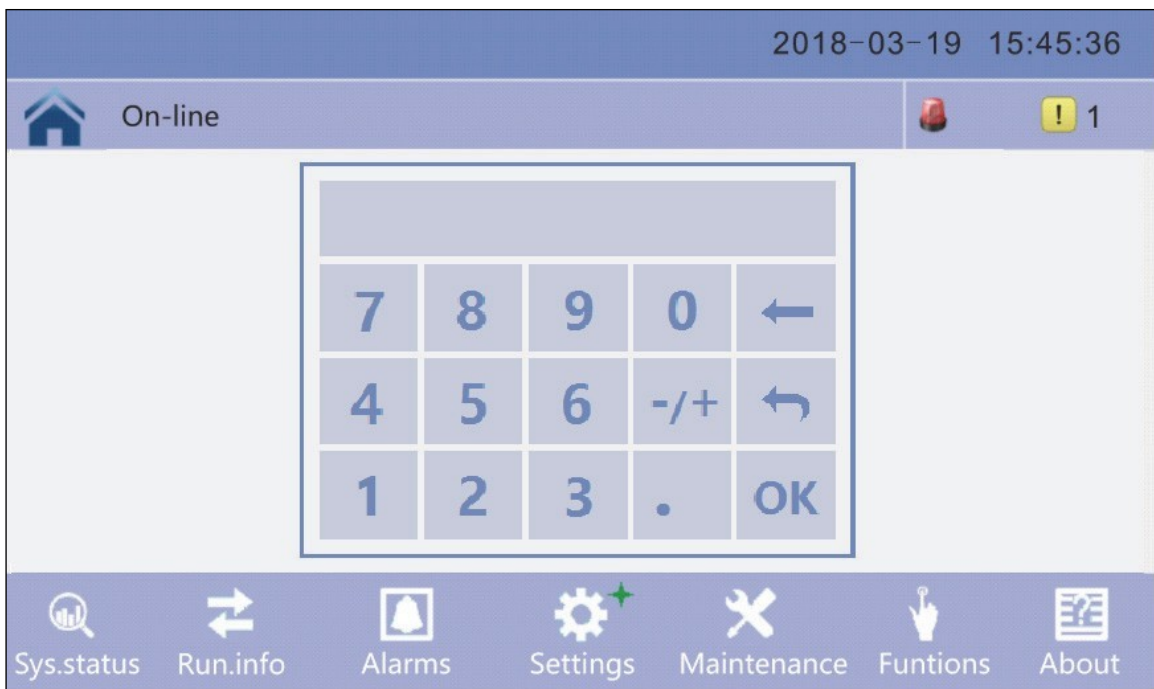 2018-03-19 15:45:36
On-line
! 1
7 8 9 0
4 5 6 -/+
1 2 3 . OK
Sys.status Run.info Alarms Settings Maintenance Funtions About